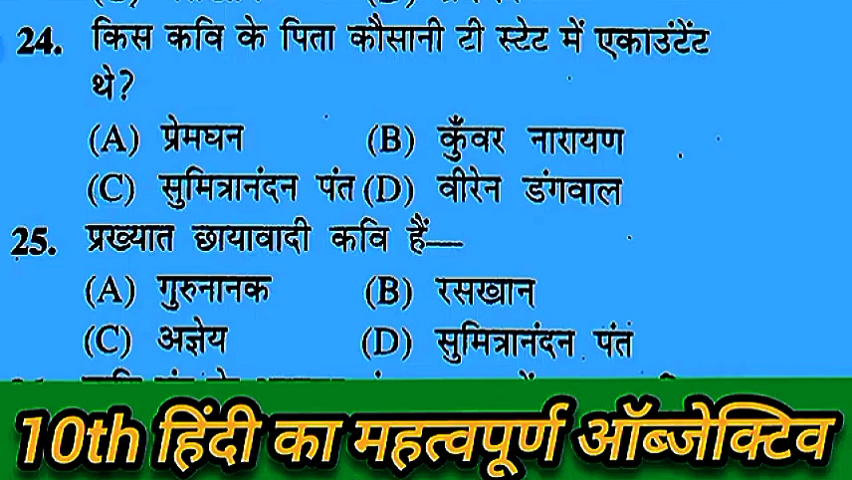 24. किस कवि के पिता कौसानी टी स्टेट में एकाउंटेंट
थे?
(A) प्रेमघन (B) कुँवर नारायण
(C) सुमित्रानंदन पंत (D) वीरेन डंगवाल
25. प्रख्यात छायावादी कवि हैं—
(A) गुरुनानक (B) रसखान
(C) अज्ञेय (D) सुमित्रानंदन पंत
10th हिंदी का महत्वपूर्ण ऑब्जेक्टिव